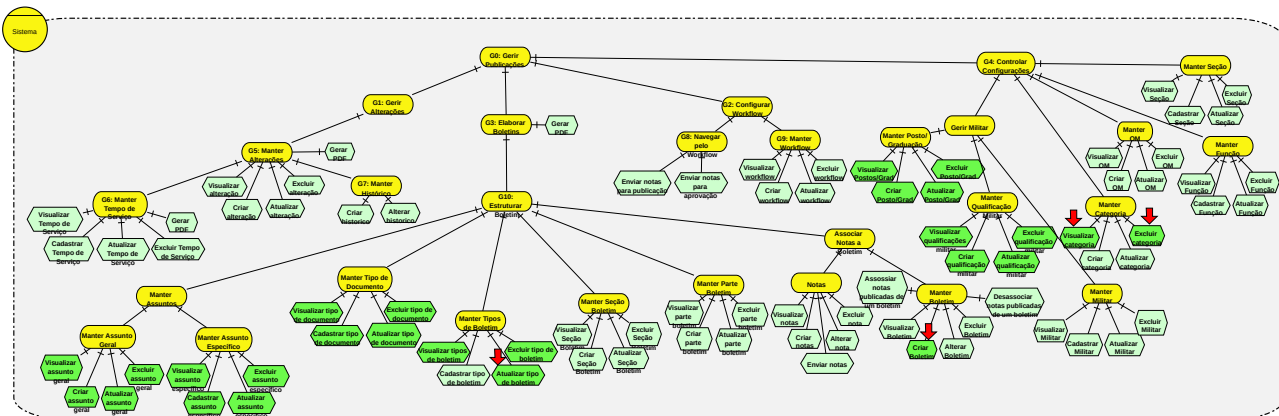 Sistema
G0: Gerir
Publicações
G4: Controlar
Configurações
Manter Seção
Visualizar
Seção
Excluir
Seção
Cadastrar
Seção
Atualizar
Seção
G1: Gerir
Alterações
G2: Configurar
Workflow
G3: Elaborar
Boletins
Gerar
PDF
G8: Navegar
pelo
Workflow
G9: Manter
Workflow
Enviar notas
para publicação
Enviar notas
para
aprovação
Visualizar
workflow
Excluir
workflow
Criar
workflow
Atualizar
workflow
Manter Posto/
Graduação
Gerir Militar
Visualizar
Postos/Grad
Excluir
Posto/Grad
Criar
Posto/Grad
Atualizar
Posto/Grad
Manter
OM
Visualizar
OM
Excluir
OM
Criar
OM
Atualizar
OM
Manter
Função
Visualizar
Função
Excluir
Função
Cadastrar
Função
Atualizar
Função
G5: Manter
Alterações
Gerar
PDF
Visualizar
alteração
Excluir
alteração
Criar
alteração
Atualizar
alteração
G7: Manter
Histórico
Criar
historico
Alterar
historico
G6: Manter
Tempo de
Serviço
Visualizar
Tempo de
Serviço
Gerar
PDF
Cadastrar
Tempo de
Serviço
Atualizar
Tempo de
Serviço
Excluir Tempo
de Serviço
G10:
Estruturar
Boletim
Manter
Qualificação
Militar
Visualizar
qualificações
militar
Excluir
qualificação
militar
Criar
qualificação
militar
Atualizar
qualificação
militar
Manter
Categoria
Visualizar
categoria
Excluir
categoria
Criar
categoria
Atualizar
categoria
Associar
Notas a
Boletim
Manter
Assuntos
Manter Tipo de
Documento
Visualizar tipo
de documento
Excluir tipo de
documento
Cadastrar tipo
de documento
Atualizar tipo
de documento
Manter Tipos
de Boletim
Visualizar tipos
de boletim
Excluir tipo de
boletim
Cadastrar tipo
de boletim
Atualizar tipo
de boletim
Manter Seção
Boletim
Visualizar
Seção
Boletim
Excluir
Seção
Boletim
Criar
Seção
Boletim
Atualizar
Seção
Boletim
Manter Parte
Boletim
Visualizar
parte
boletim
Excluir
parte
boletim
Criar
parte
boletim
Atualizar
parte
boletim
Notas
Visualizar
notas
Excluir
nota
Criar
notas
Alterar
nota
Enviar notas
Assossiar
notas
publicadas de
um boletim
Manter
Boletim
Desassociar
notas publicadas
de um boletim
Visualizar
Boletim
Excluir
Boletim
Criar
Boletim
Alterar
Boletim
Manter
Militar
Visualizar
Militar
Excluir
Militar
Cadastrar
Militar
Atualizar
Militar
Manter Assunto
Geral
Visualizar
assunto
geral
Excluir
assunto
geral
Criar
assunto
geral
Atualizar
assunto
geral
Manter Assunto
Específico
Visualizar
assunto
específico
Excluir
assunto
específico
Cadastrar
assunto
específico
Atualizar
assunto